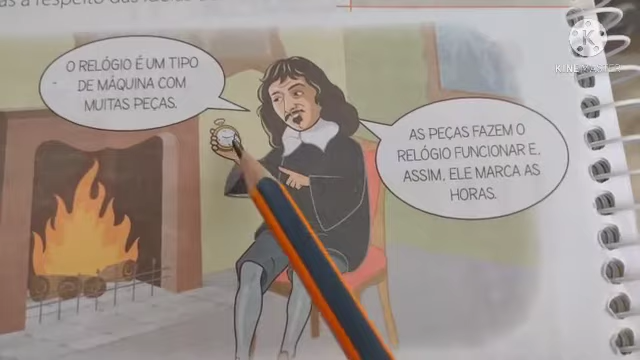 O RELÓGIO É UM TIPO
DE MÁQUINA COM
MUITAS PEÇAS.
AS PEÇAS FAZEM O
RELÓGIO FUNCIONAR E,
ASSIM, ELE MARCA AS
HORAS.
K
KINEMASTER